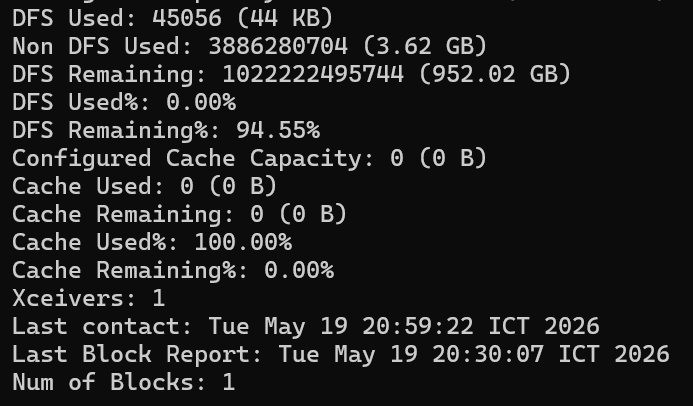 DFS Used: 45056 (44 KB)
Non DFS Used: 3886280704 (3.62 GB)
DFS Remaining: 1022222495744 (952.02 GB)
DFS Used%: 0.00%
DFS Remaining%: 94.55%
Configured Cache Capacity: 0 (0 B)
Cache Used: 0 (0 B)
Cache Remaining: 0 (0 B)
Cache Used%: 100.00%
Cache Remaining%: 0.00%
Xceivers: 1
Last contact: Tue May 19 20:59:22 ICT 2026
Last Block Report: Tue May 19 20:30:07 ICT 2026
Num of Blocks: 1